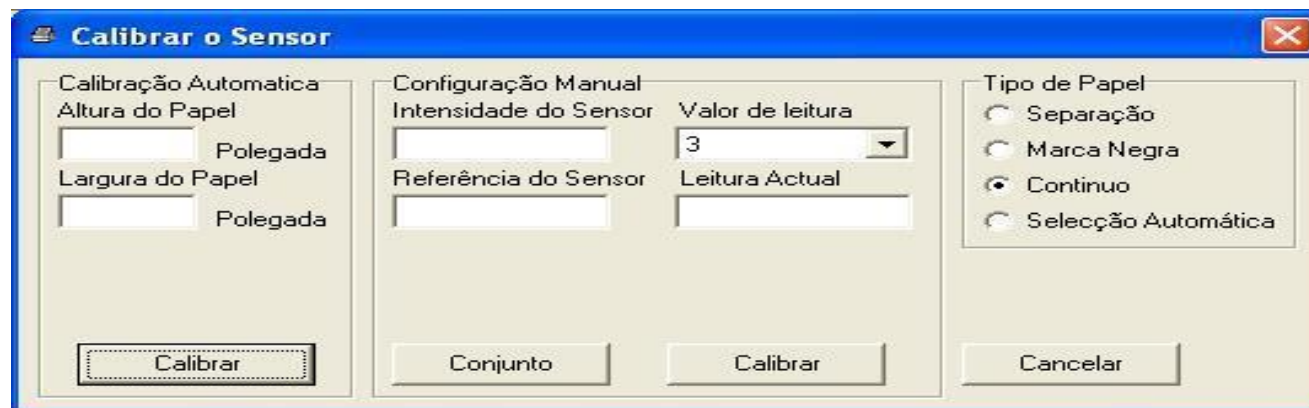 Calibrar o Sensor
Calibração Automatica
Altura do Papel
Polegada
Largura do Papel
Polegada
Calibrar
Configuração Manual
Intensidade do Sensor Valor de leitura
3
Referência do Sensor Leitura Actual
Conjunto Calibrar
Tipo de Papel
Separação
Marca Negra
Continuo
Selecção Automática
Cancelar